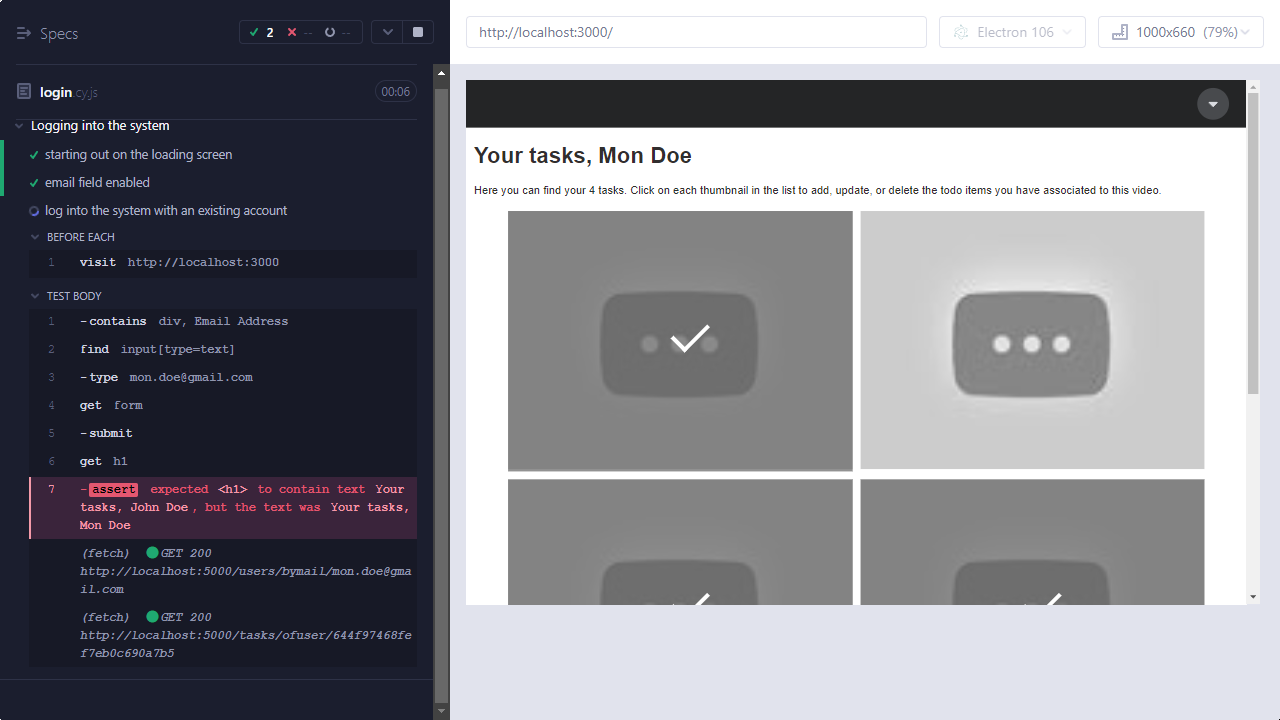 Specs
2
--
--
login.cy.js
00:06
Logging into the system
starting out on the loading screen
email field enabled
log into the system with an existing account
BEFORE EACH
1 visit http://localhost:3000
TEST BODY
1 -contains div, Email Address
2 find input[type=text]
3 -type mon.doe@gmail.com
4 get form
5 -submit
6 get h1
7 -assert expected <h1> to contain text Your
tasks, John Doe, but the text was Your tasks,
Mon Doe
(fetch) GET 200
http://localhost:5000/users/bymail/mon.doe@gma
il.com
(fetch) GET 200
http://localhost:5000/tasks/ofuser/644f97468fe
f7eb0c690a7b5
http://localhost:3000/
Electron 106
1000x660 (79%)
Your tasks, Mon Doe
Here you can find your 4 tasks. Click on each thumbnail in the list to add, update, or delete the todo items you have associated to this video.